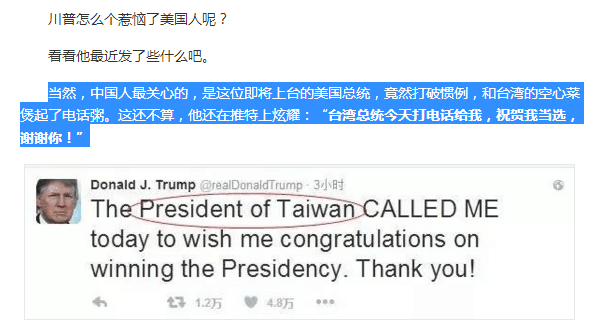 川普怎么个惹恼了美国人呢？
看看他最近发了些什么吧。
当然，中国人最关心的，是这位即将上台的美国总统，竟然打破惯例，和台湾的空心菜
煲起了电话粥。这还不算，他还在推特上炫耀：“台湾总统今天打电话给我，祝贺我当选，
谢谢你！”
Donald J. Trump @realDonaldTrump · 3小时
The President of Taiwan CALLED ME
today to wish me congratulations on
winning the Presidency. Thank you!
1.2万 4.8万